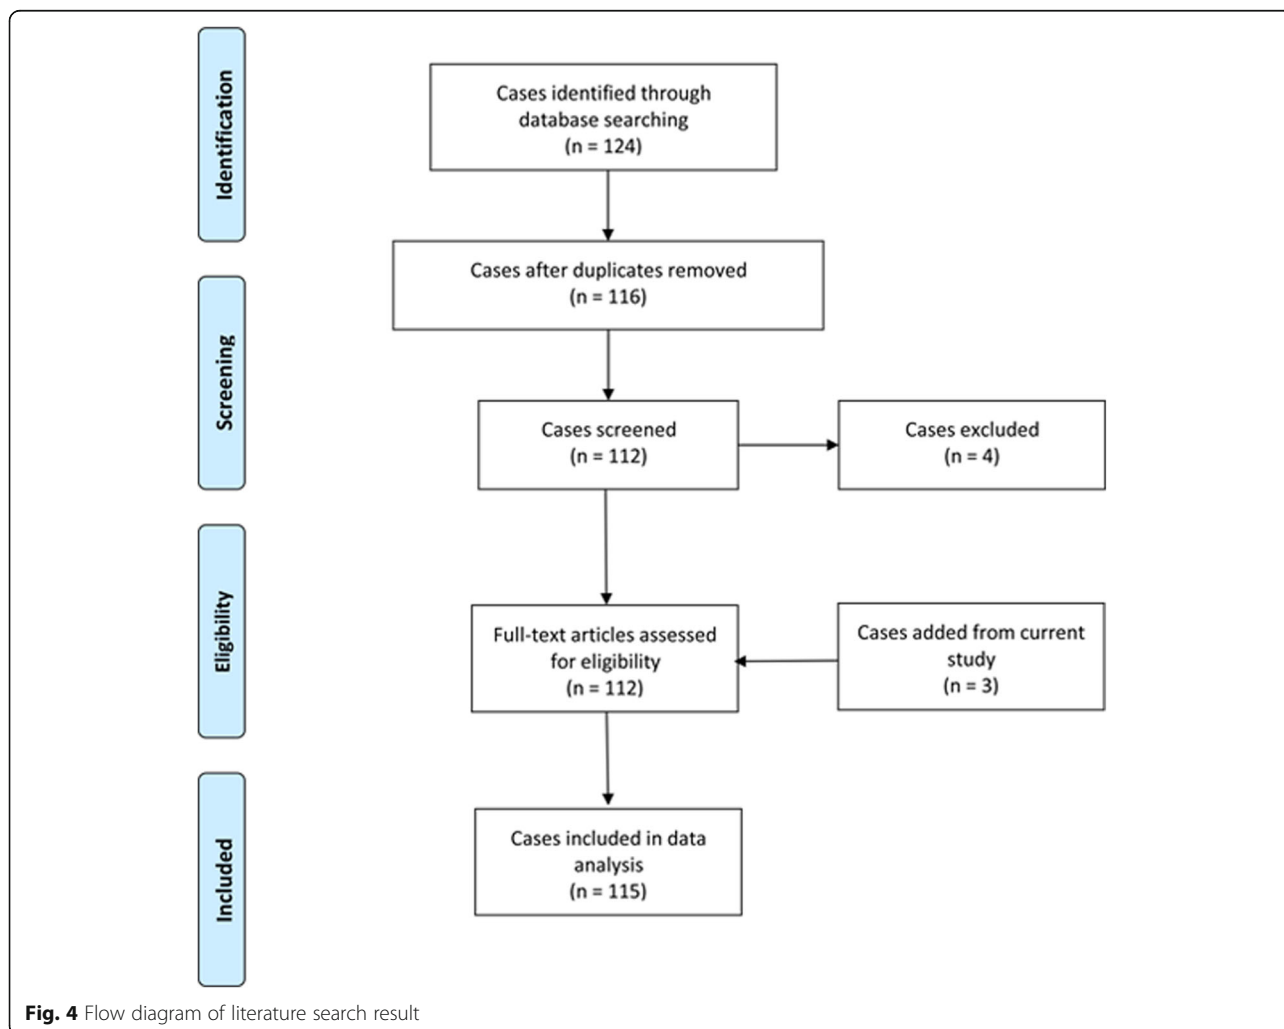 Identification
Cases identified through
database searching
(n = 124)
Cases after duplicates removed
(n = 116)
Screening
Cases screened
(n = 112)
Cases excluded
(n = 4)
Eligibility
Full-text articles assessed
for eligibility
(n = 112)
Cases added from current
study
(n = 3)
Included
Cases included in data
analysis
(n = 115)
Fig. 4 Flow diagram of literature search result